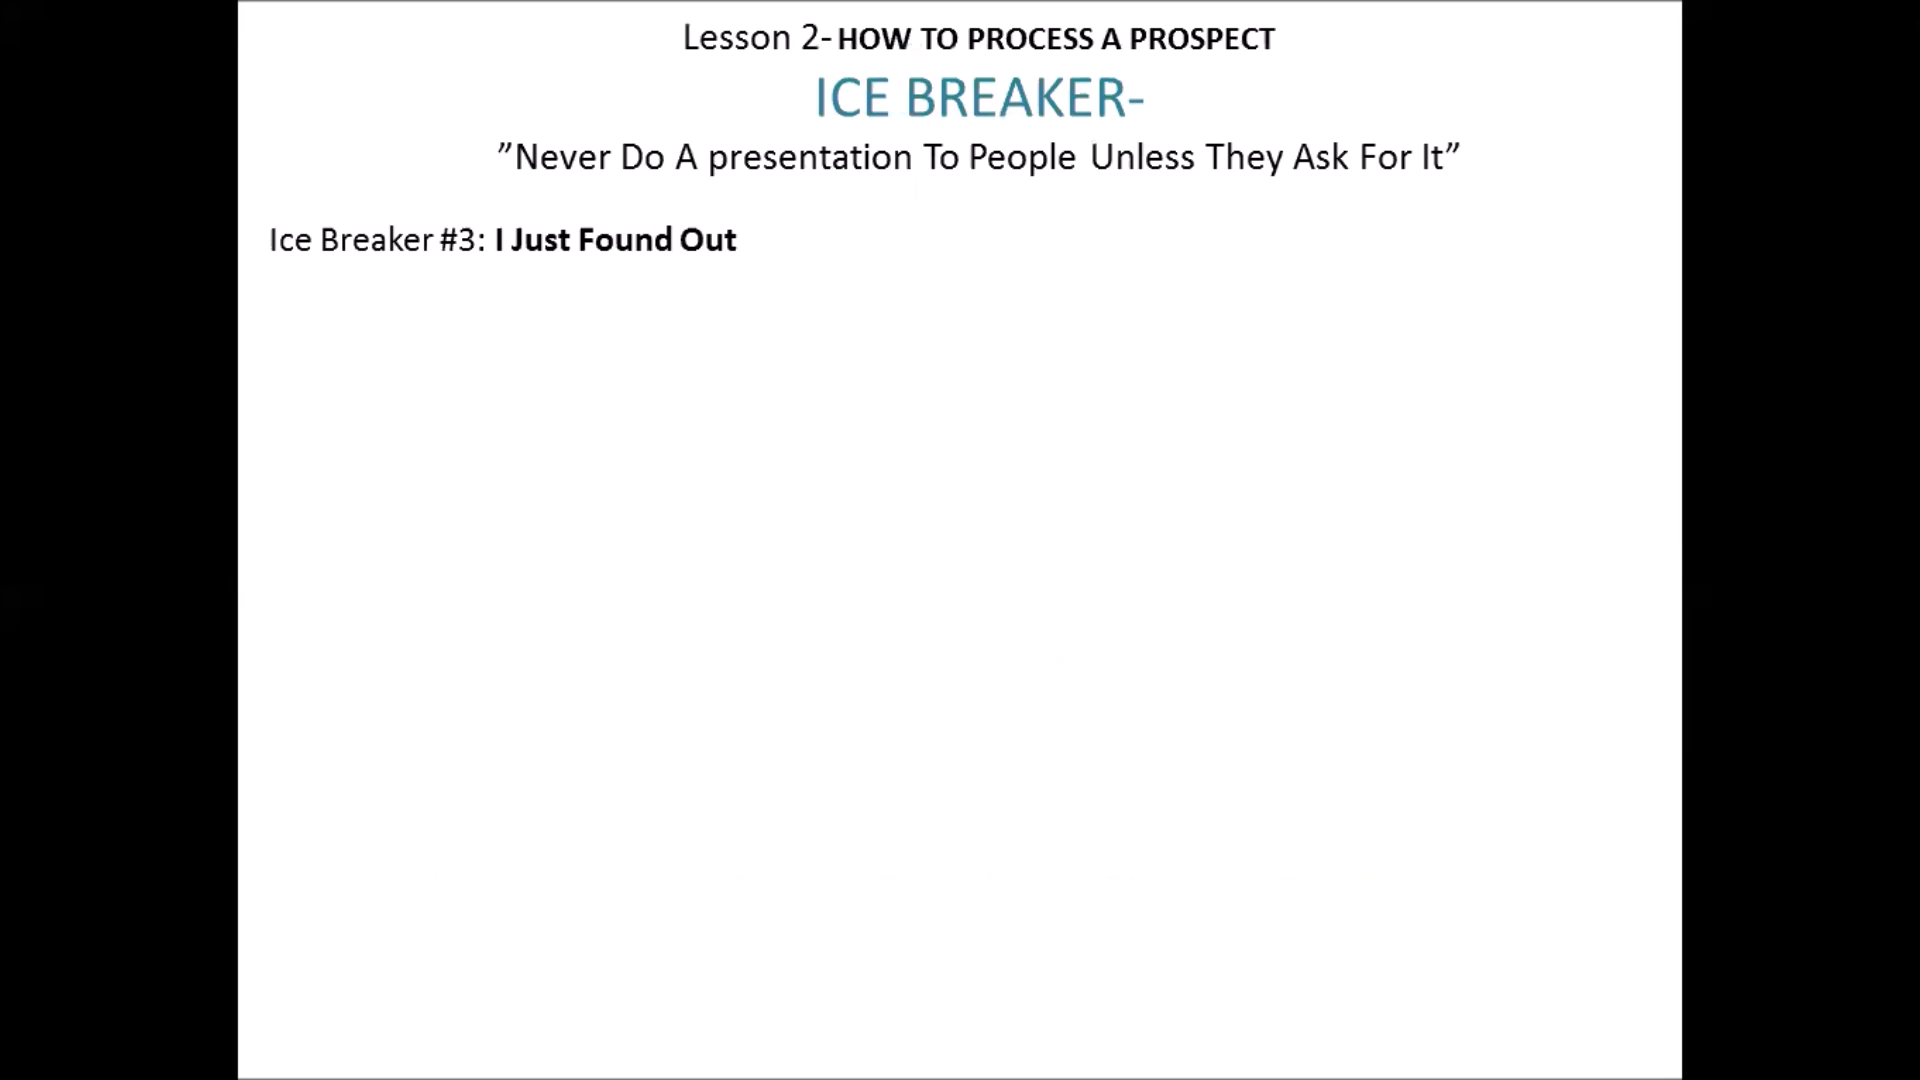 Lesson 2- HOW TO PROCESS A PROSPECT
ICE BREAKER-
”Never Do A presentation To People Unless They Ask For It”
Ice Breaker #3: I Just Found Out